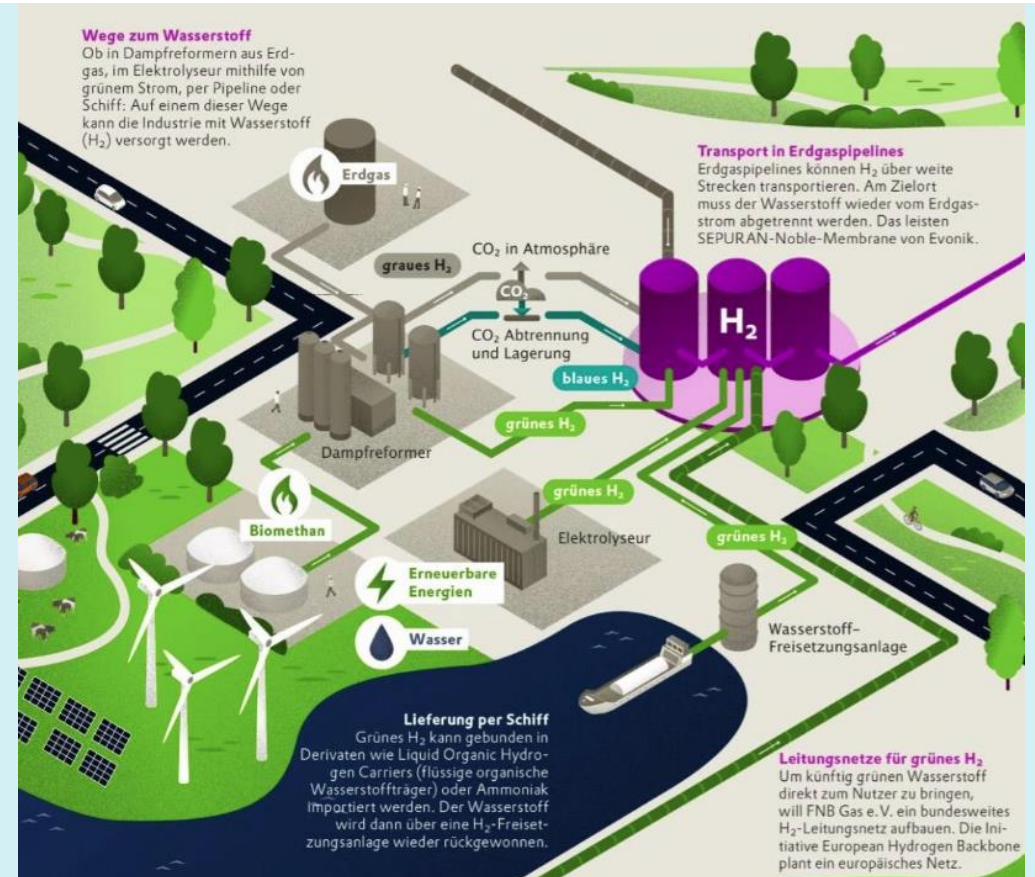 Wege zum Wasserstoff
Ob in Dampfreformern aus Erd-
gas, im Elektrolyseur mithilfe von
grünem Strom, per Pipeline oder
Schiff: Auf einem dieser Wege
kann die Industrie mit Wasserstoff
(H₂) versorgt werden.
Transport in Erdgaspipelines
Erdgaspipelines können H₂ über weite
Strecken transportieren. Am Zielort
muss der Wasserstoff wieder vom Erdgas-
strom abgetrennt werden. Das leisten
SEPURAN-Noble-Membrane von Evonik.
Erdgas
graues H₂
CO₂ in Atmosphäre
CO₂
CO₂ Abtrennung
und Lagerung
H₂
blaues H₂
grünes H₂
Dampfreformer
grünes H₂
Biomethan
Elektrolyseur
grünes H₂
Erneuerbare
Energien
Wasser
Wasserstoff-
Freisetzungsanlage
Lieferung per Schiff
Grünes H₂ kann gebunden in
Derivaten wie Liquid Organic Hydro-
gen Carriers (flüssige organische
Wasserstoffträger) oder Ammoniak
importiert werden. Der Wasserstoff
wird dann über eine H₂-Freiset-
zungsanlage wieder rückgewonnen.
Leitungsnetze für grünes H₂
Um künftig grünen Wasserstoff
direkt zum Nutzer zu bringen,
will FNB Gas e.V. ein bundesweites
H₂-Leitungsnetz aufbauen. Die Ini-
tiative European Hydrogen Backbone
plant ein europäisches Netz.